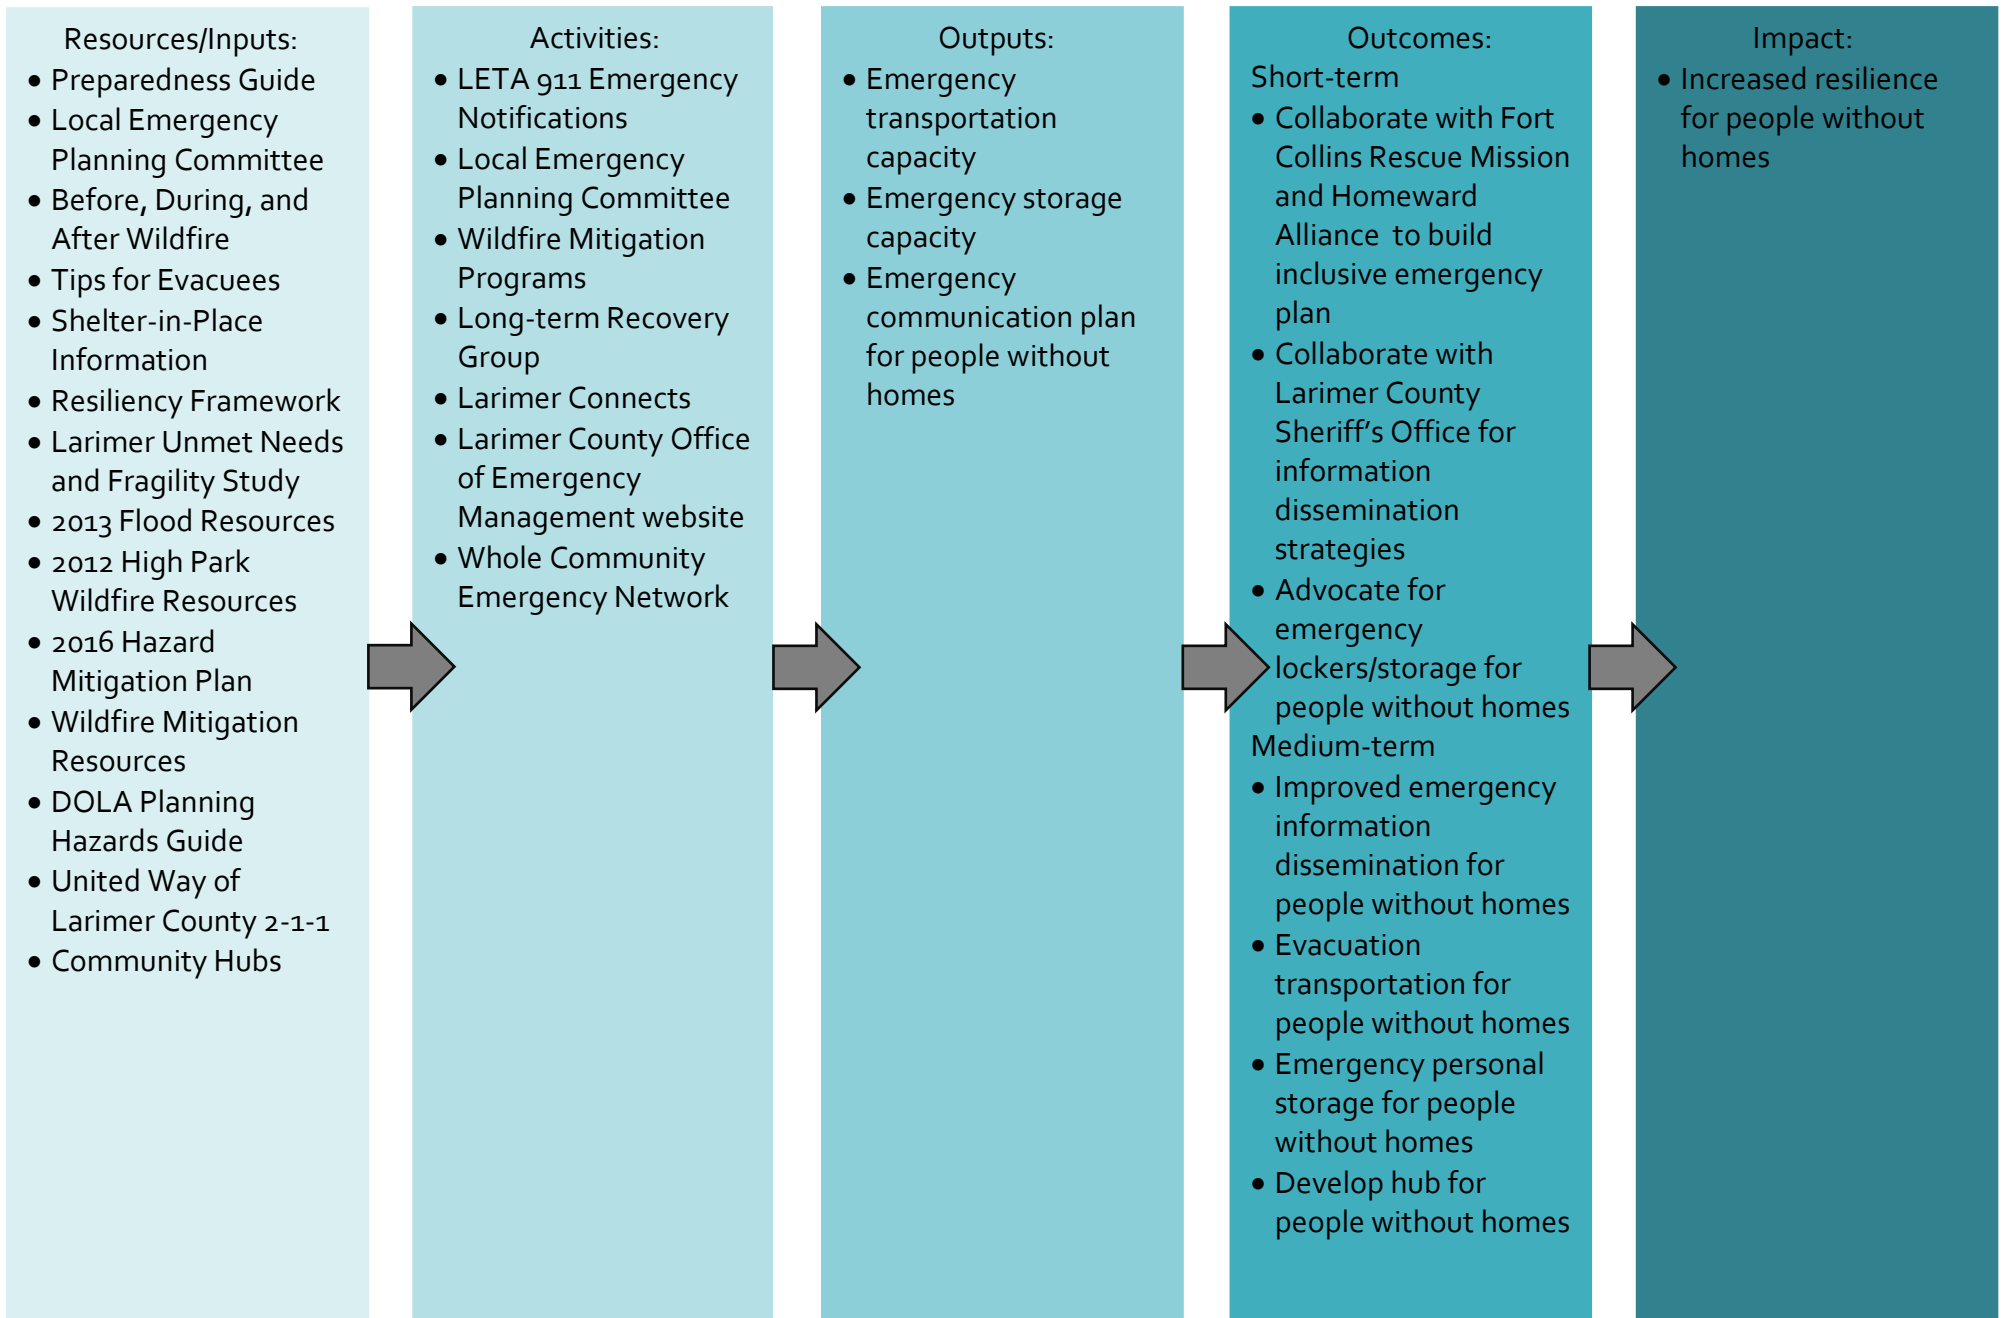 Resources/Inputs:
• Preparedness Guide
• Local Emergency
Planning Committee
• Before, During, and
After Wildfire
• Tips for Evacuees
• Shelter-in-Place
Information
• Resiliency Framework
• Larimer Unmet Needs
and Fragility Study
• 2013 Flood Resources
• 2012 High Park
Wildfire Resources
• 2016 Hazard
Mitigation Plan
• Wildfire Mitigation
Resources
• DOLA Planning
Hazards Guide
• United Way of
Larimer County 2-1-1
• Community Hubs
Activities:
• LETA 911 Emergency
Notifications
• Local Emergency
Planning Committee
• Wildfire Mitigation
Programs
• Long-term Recovery
Group
• Larimer Connects
• Larimer County Office
of Emergency
Management website
• Whole Community
Emergency Network
Outputs:
• Emergency
transportation
capacity
• Emergency storage
capacity
• Emergency
communication plan
for people without
homes
Outcomes:
Short-term
• Collaborate with Fort
Collins Rescue Mission
and Homeward
Alliance to build
inclusive emergency
plan
• Collaborate with
Larimer County
Sheriff's Office for
information
dissemination
strategies
• Advocate for
emergency
lockers/storage for
people without homes
Medium-term
• Improved emergency
information
dissemination for
people without homes
• Evacuation
transportation for
people without homes
• Emergency personal
storage for people
without homes
• Develop hub for
people without homes
Impact:
• Increased resilience
for people without
homes